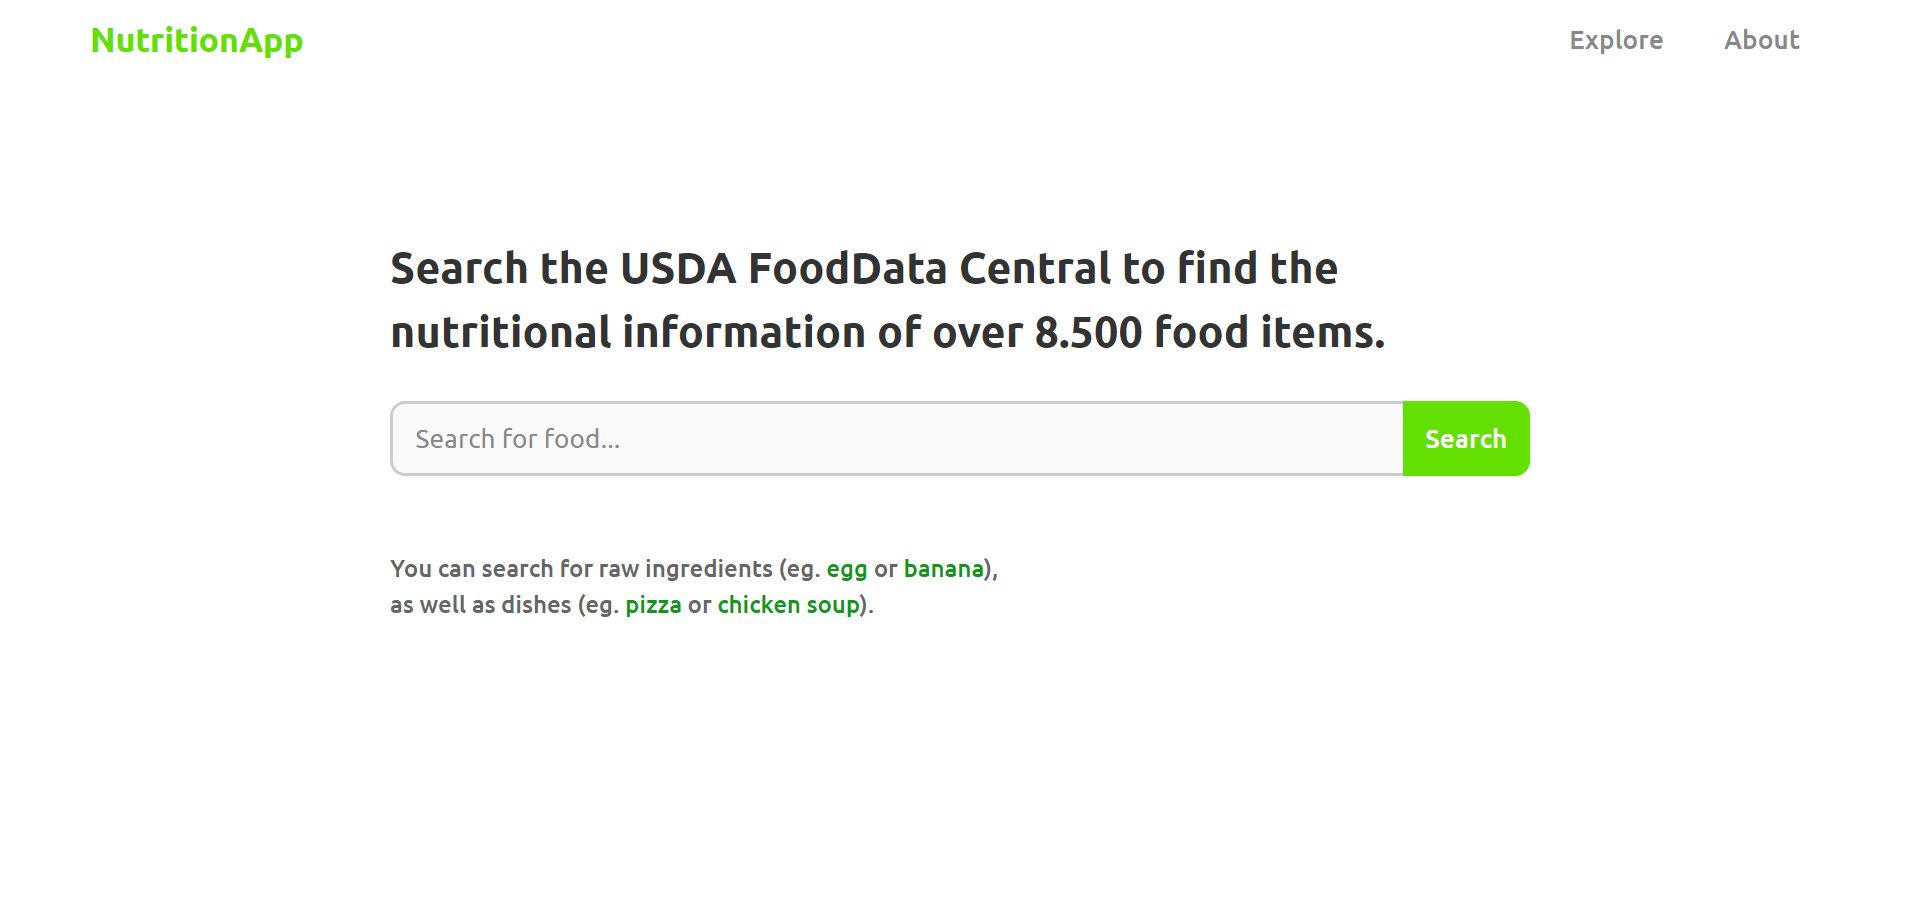 NutritionApp
Explore
About
Search the USDA FoodData Central to find the
nutritional information of over 8.500 food items.
Search for food...
Search
You can search for raw ingredients (eg. egg or banana),
as well as dishes (eg. pizza or chicken soup).